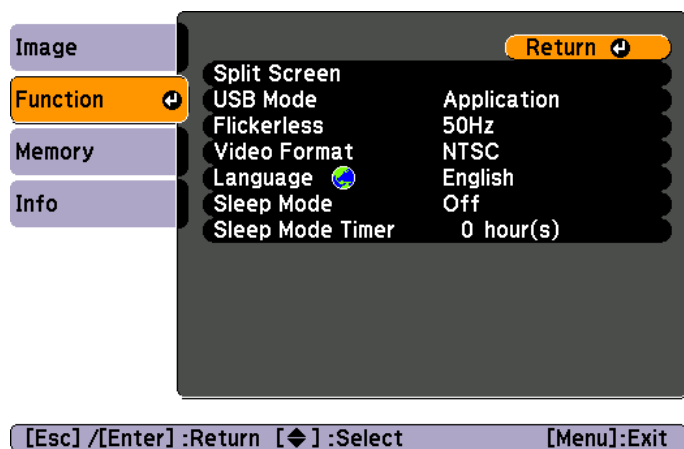 Image
Function
Memory
Info
Return
Split Screen
USB Mode Application
Flickerless 50Hz
Video Format NTSC
Language English
Sleep Mode Off
Sleep Mode Timer 0 hour(s)
[Esc] /[Enter] :Return [◆] :Select [Menu]:Exit